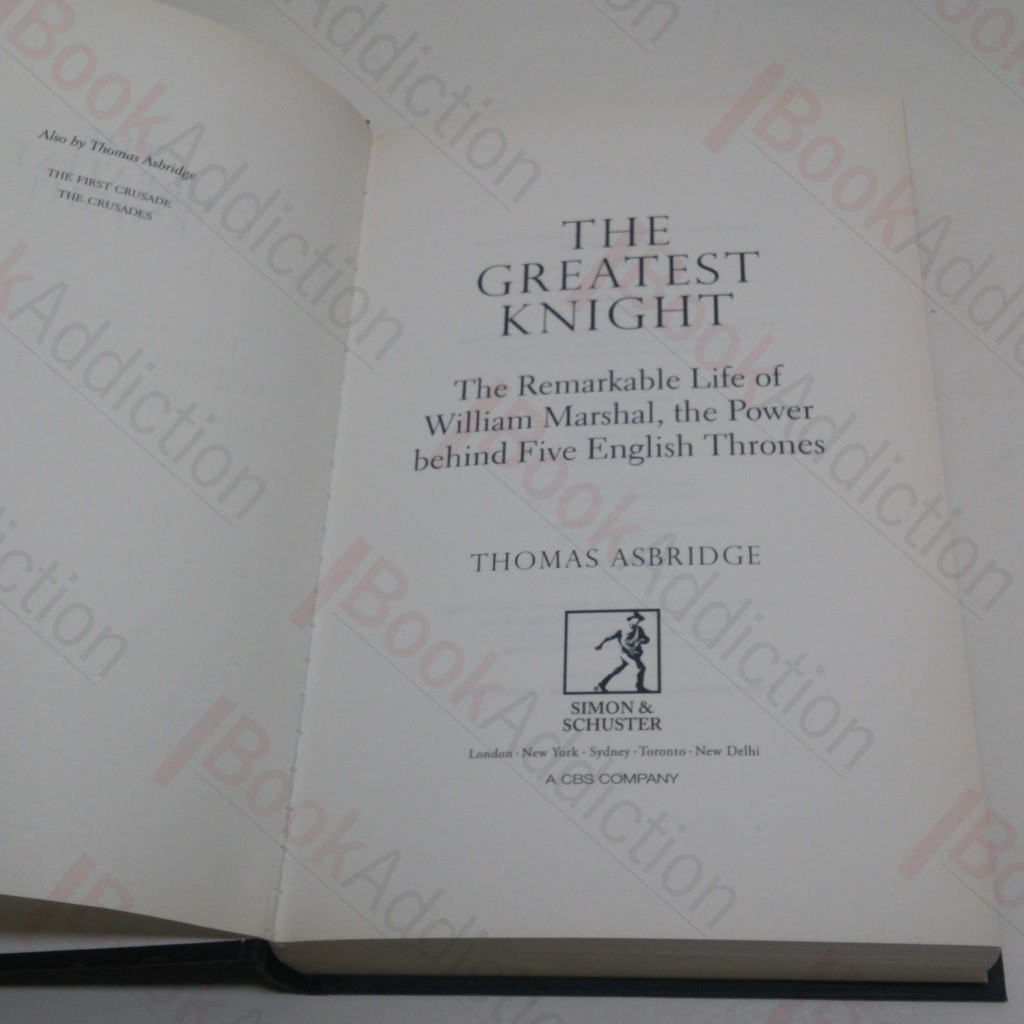 Also by Thomas Asbridge
THE FIRST CRUSADE
THE CRUSADES
THE
GREATEST
KNIGHT
The Remarkable Life of
William Marshal, the Power
behind Five English Thrones
THOMAS ASBRIDGE
SIMON &
SCHUSTER
London · New York · Sydney · Toronto · New Delhi
A CBS COMPANY
BookAddiction